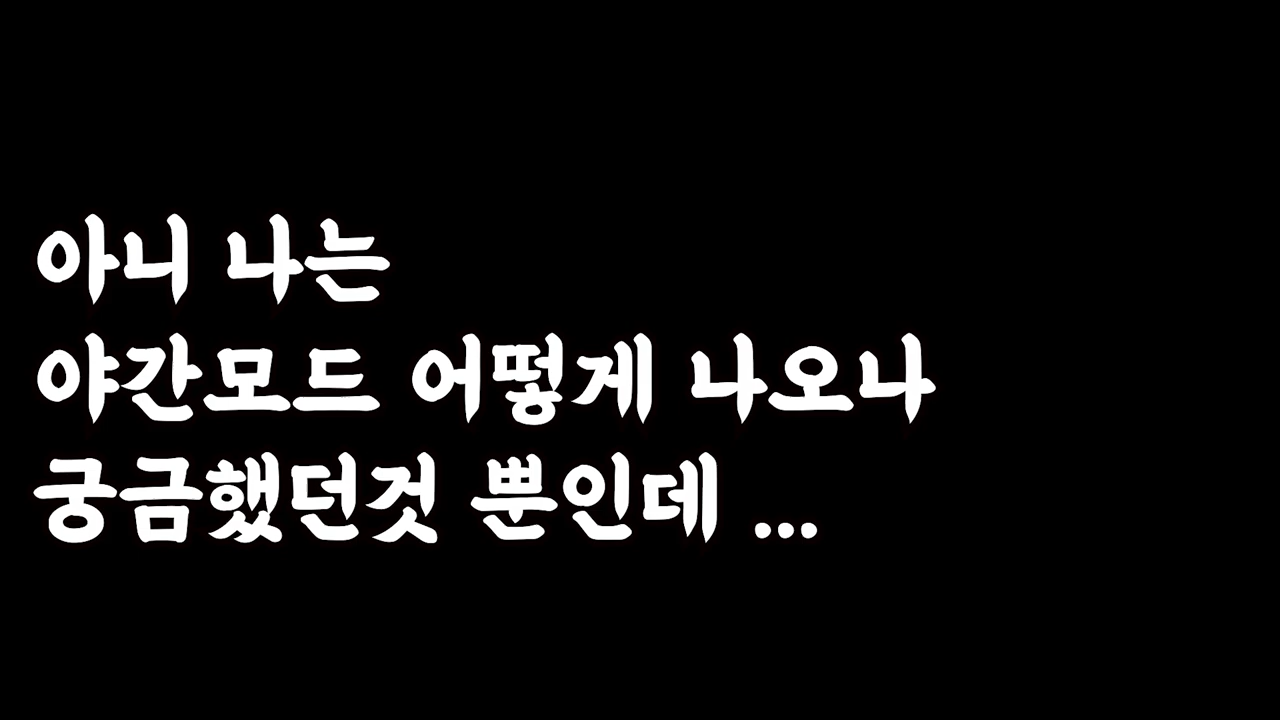 아니 나는
야간모드 어떻게 나오나
궁금했던것 뿐인데 ...